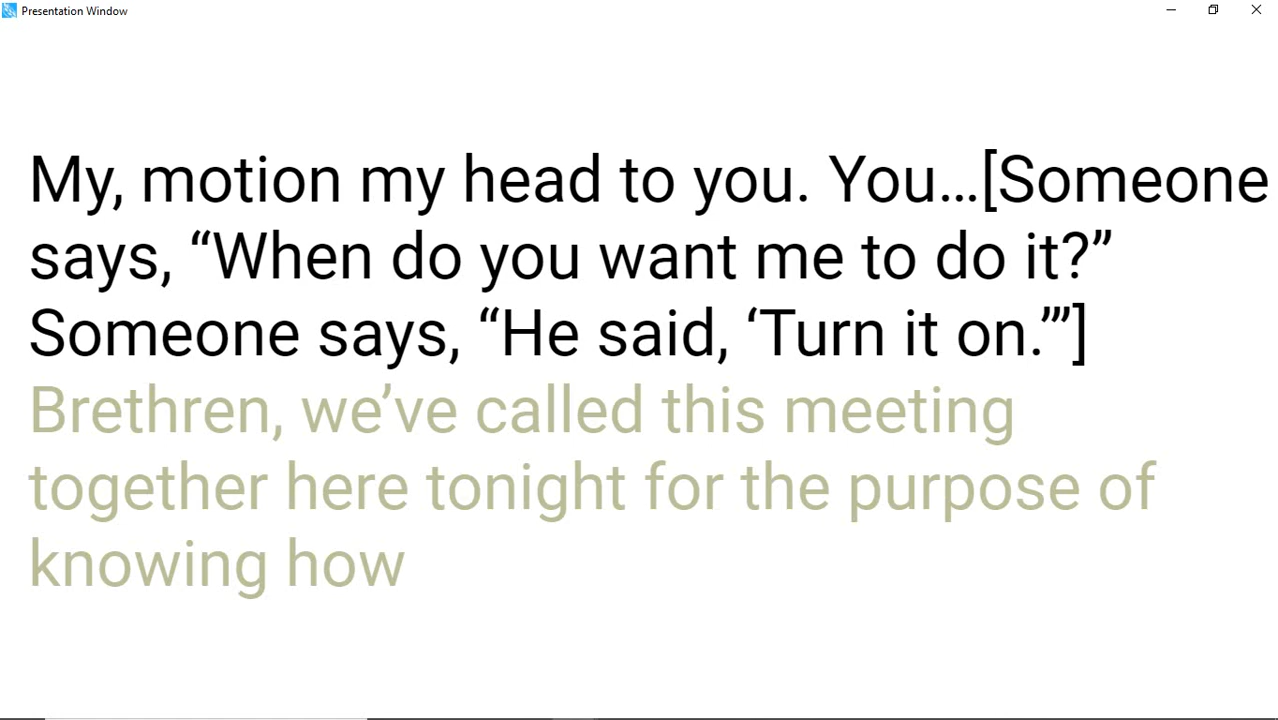 Presentation Window
My, motion my head to you. You…[Someone
says, “When do you want me to do it?”
Someone says, “He said, ‘Turn it on.’”]
Brethren, we’ve called this meeting
together here tonight for the purpose of
knowing how